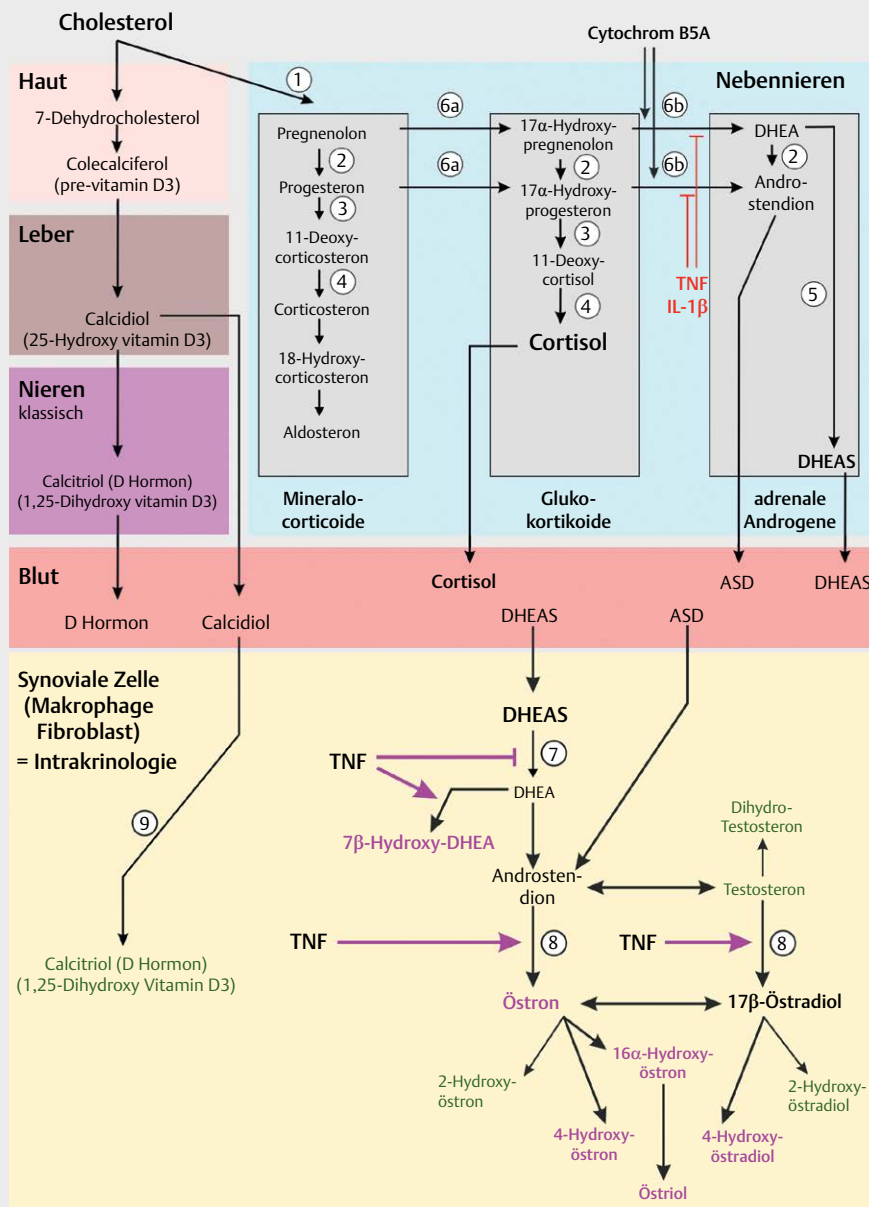 Cholesterol
Cytochrom B5A
Haut
7-Dehydrocholesterol
Colecalciferol
(pre-vitamin D3)
Leber
Calcidiol
(25-Hydroxy vitamin D3)
Nieren
klassisch
Calcitriol (D Hormon)
(1,25-Dihydroxy vitamin D3)
Nebennieren
1
6a
6b
Pregnenolon
17α-Hydroxy-
pregnenolon
DHEA
2
2
2
6a
6b
Progesteron
17α-Hydroxy-
progesteron
Andro-
stendion
3
3
11-Deoxy-
corticosteron
11-Deoxy-
cortisol
TNF
IL-1β
5
4
4
Corticosteron
Cortisol
18-Hydroxy-
corticosteron
Aldosteron
DHEAS
Mineralo-
corticoide
Gluko-
kortikoide
adrenale
Androgene
Blut
Cortisol
ASD
DHEAS
D Hormon
Calcidiol
DHEAS
ASD
Synoviale Zelle
(Makrophage
Fibroblast)
= Intrakrinologie
DHEAS
TNF
7
DHEA
7β-Hydroxy-DHEA
9
Dihydro-
Testosteron
Androsten-
dion
Testosteron
TNF
8
TNF
8
Calcitriol (D Hormon)
(1,25-Dihydroxy Vitamin D3)
Östron
17β-Östradiol
2-Hydroxy-
östron
16α-Hydroxy-
östron
2-Hydroxy-
östradiol
4-Hydroxy-
östron
4-Hydroxy-
östradiol
Östriol